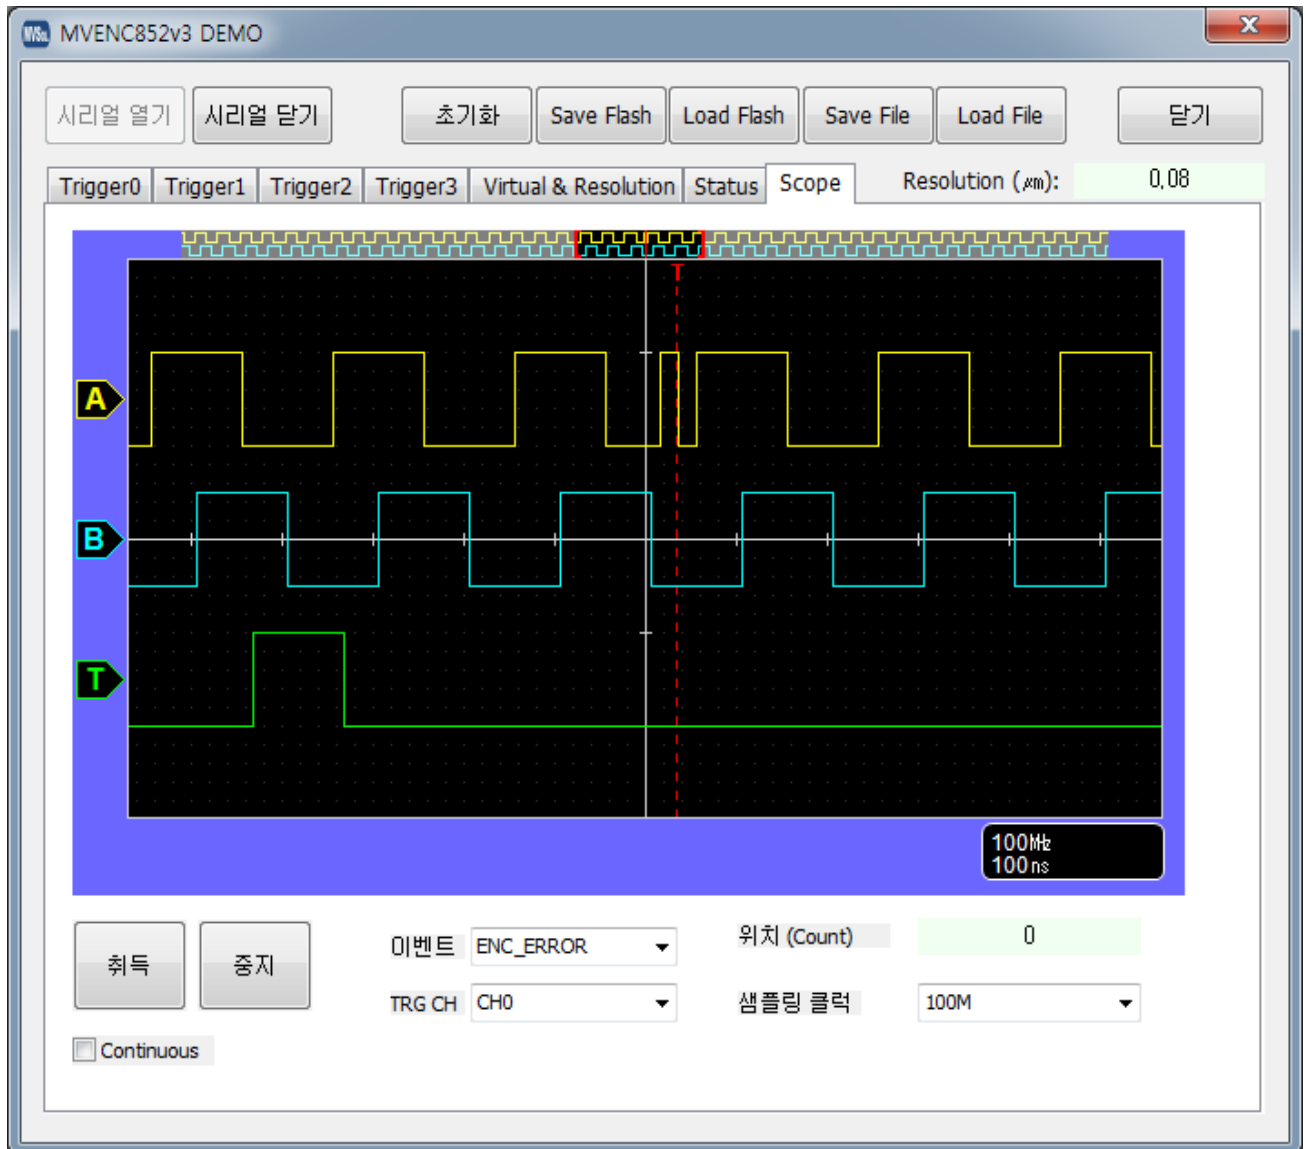 MVSol MVENC852v3 DEMO
시리얼 열기 시리얼 닫기 초기화 Save Flash Load Flash Save File Load File 닫기
Trigger0 Trigger1 Trigger2 Trigger3 Virtual & Resolution Status Scope Resolution (㎛): 0,08
T
A
B
T
100㎒
100 ns
취득 중지 이벤트 ENC_ERROR 위치 (Count) 0
TRG CH CH0 샘플링 클럭 100M
Continuous